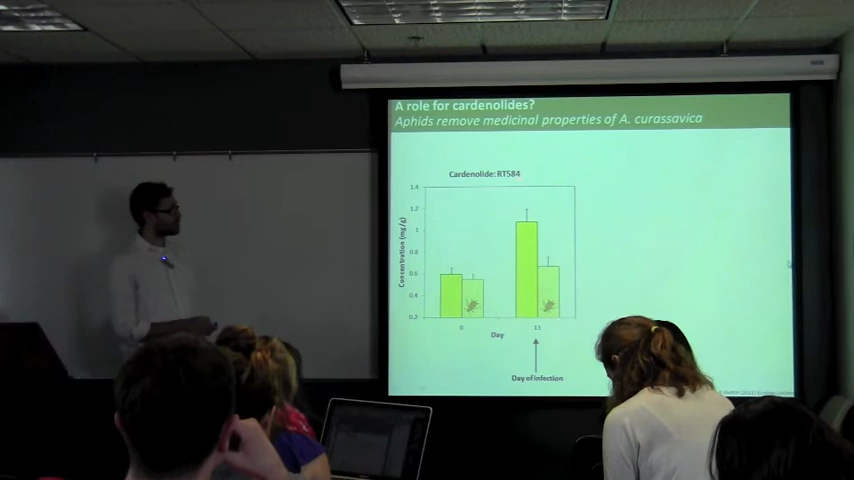 A role for cardenolides?
Aphids remove medicinal properties of A. curassavica
Cardenolide: RT584
1.4
1.2
1
0.8
0.6
0.4
0.2
Concentration (mg/g)
0
13
Day
Day of infection